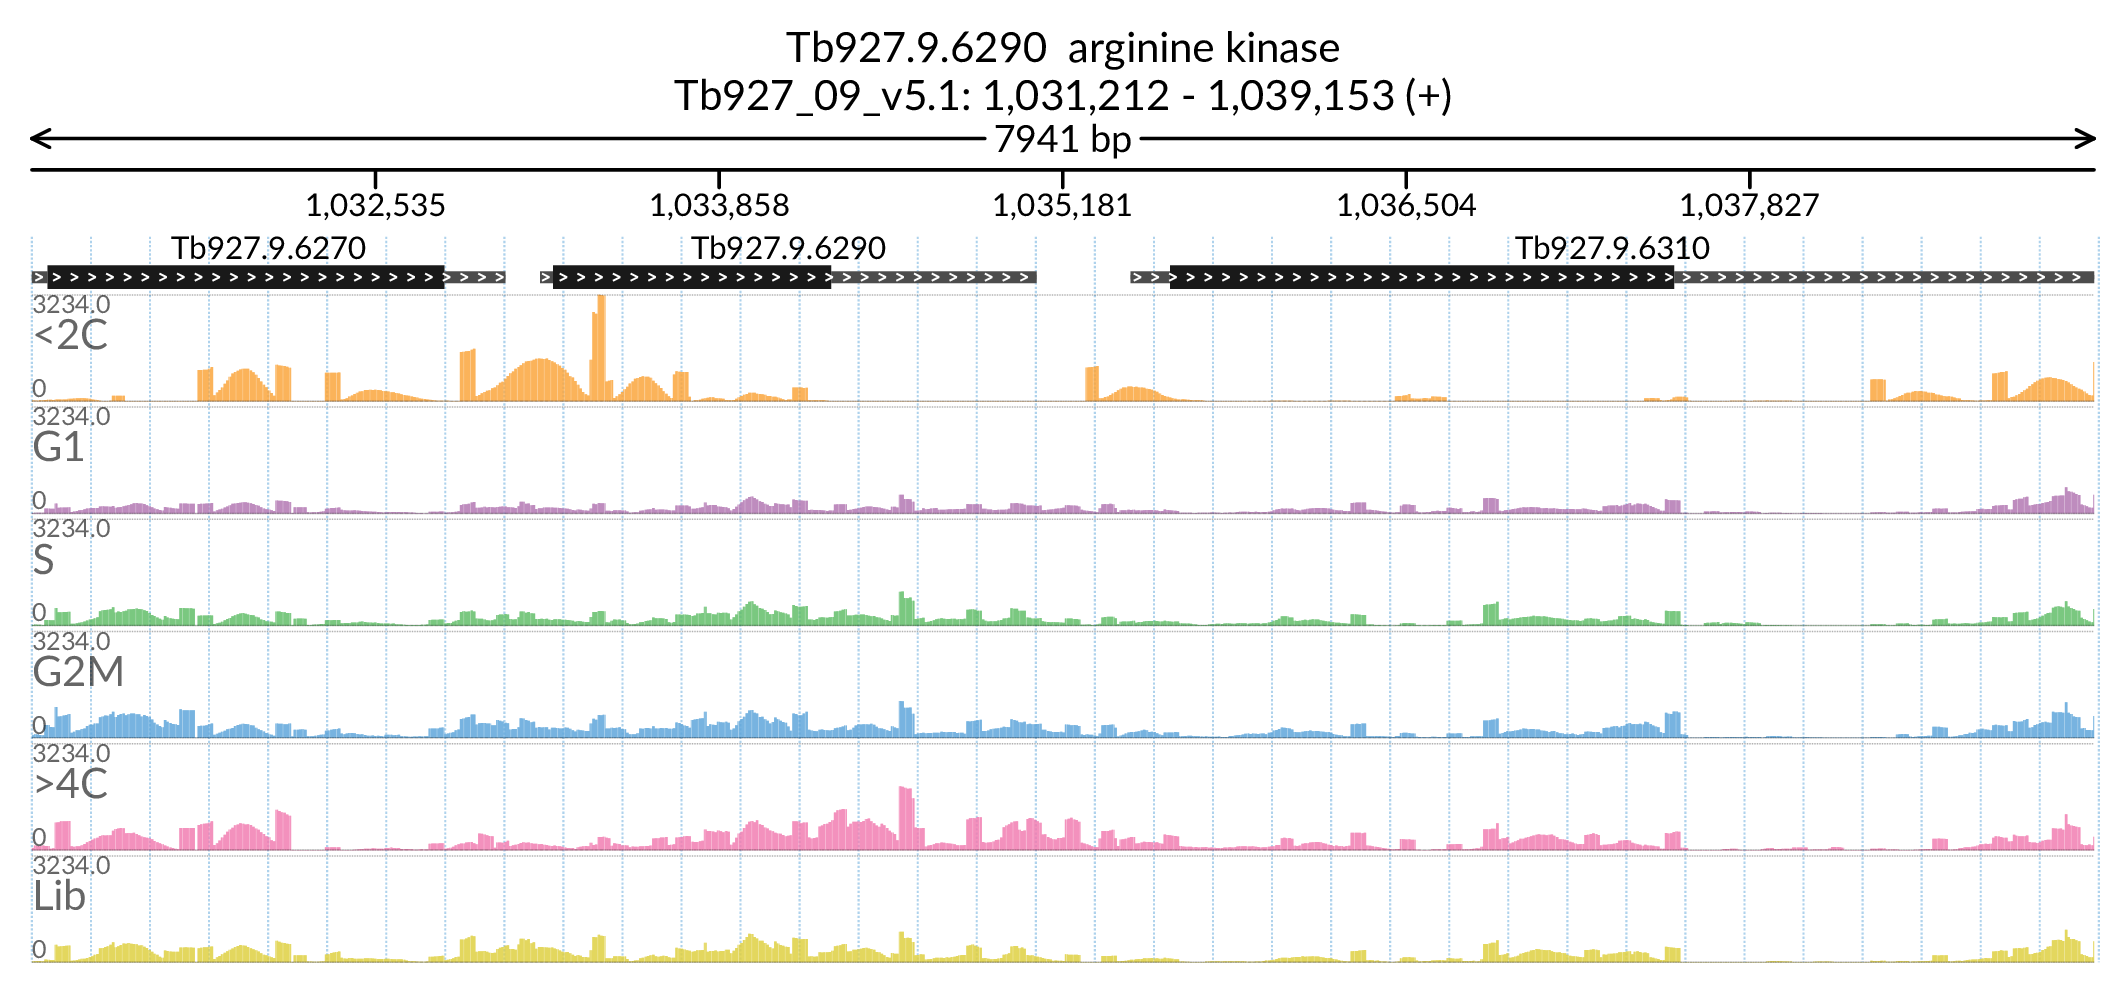 Tb927.9.6290 arginine kinase
Tb927_09_v5.1: 1,031,212 - 1,039,153 (+)
7941 bp
1,032,535 1,033,858 1,035,181 1,036,504 1,037,827
Tb927.9.6270 Tb927.9.6290 Tb927.9.6310
3234.0
<2C
0
3234.0
G1
0
3234.0
S
0
3234.0
G2M
0
3234.0
>4C
0
3234.0
Lib
0